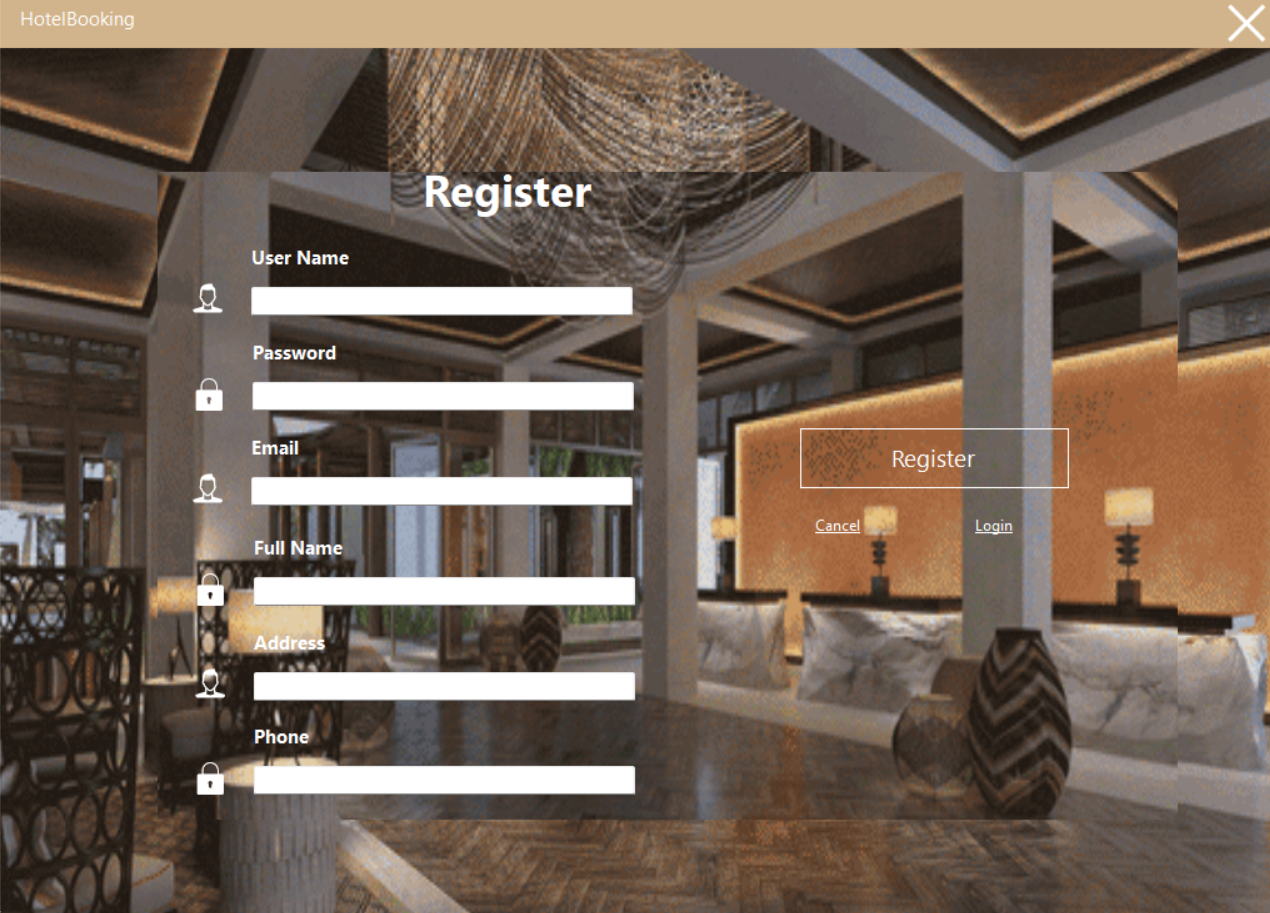 HotelBooking
Register
User Name
Password
Email
Full Name
Address
Phone
Register
Cancel
Login